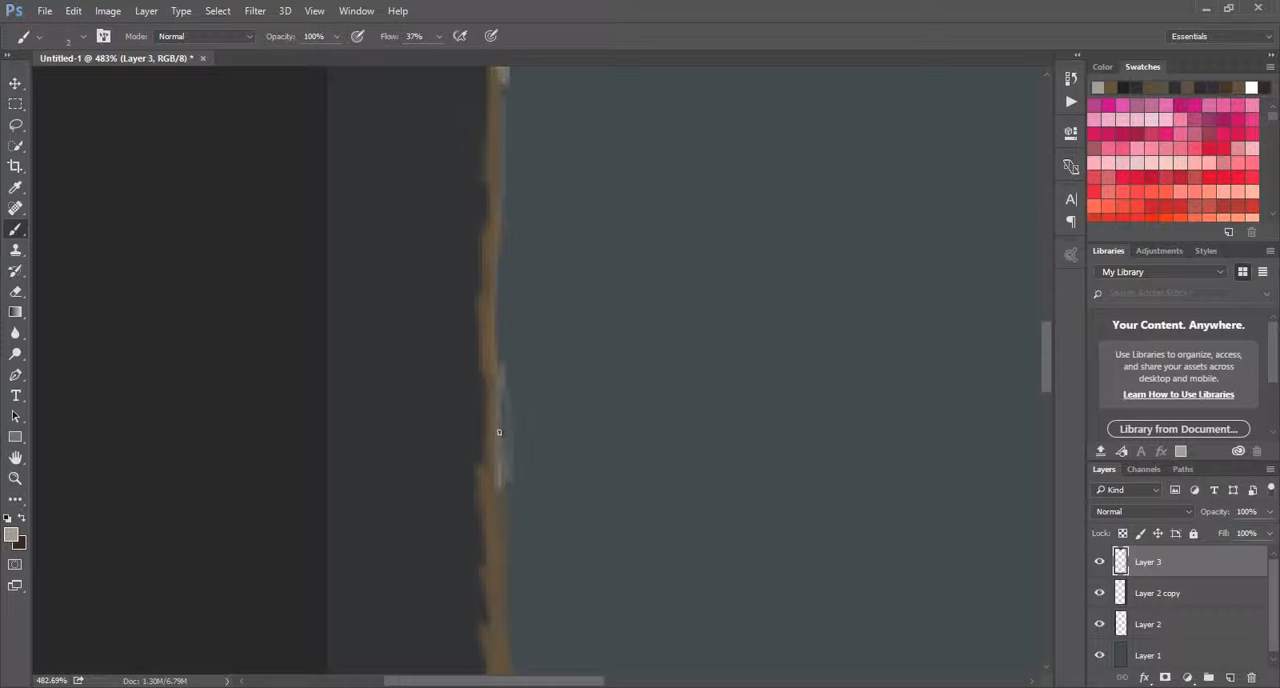 Ps File Edit Image Layer Type Select Filter 3D View Window Help
2 Mode: Normal Opacity: 100% Flow: 37% Essentials
Untitled-1 @ 483% (Layer 3, RGB/8) * ×
Color Swatches
Libraries Adjustments Styles
My Library
Search Adobe Stock
Your Content. Anywhere.
Use Libraries to organize, access,
and share your assets across
desktop and mobile.
Learn How to Use Libraries
Library from Document...
Layers Channels Paths
Kind
Normal Opacity: 100%
Lock: Fill: 100%
Layer 3
Layer 2 copy
Layer 2
Layer 1
482.69% Doc: 1.30M/6.79M